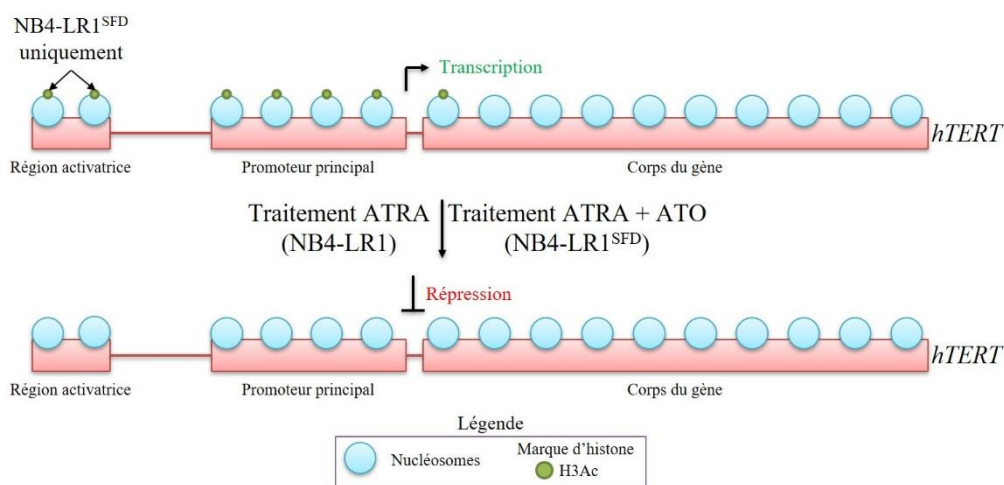 NB4-LR1SFD
uniquement
Transcription
hTERT
Région activatrice Promoteur principal Corps du gène
Traitement ATRA Traitement ATRA + ATO
(NB4-LR1) (NB4-LR1SFD)
Répression
hTERT
Région activatrice Promoteur principal Corps du gène
Légende
Nucléosomes
Marque d’histone
H3Ac